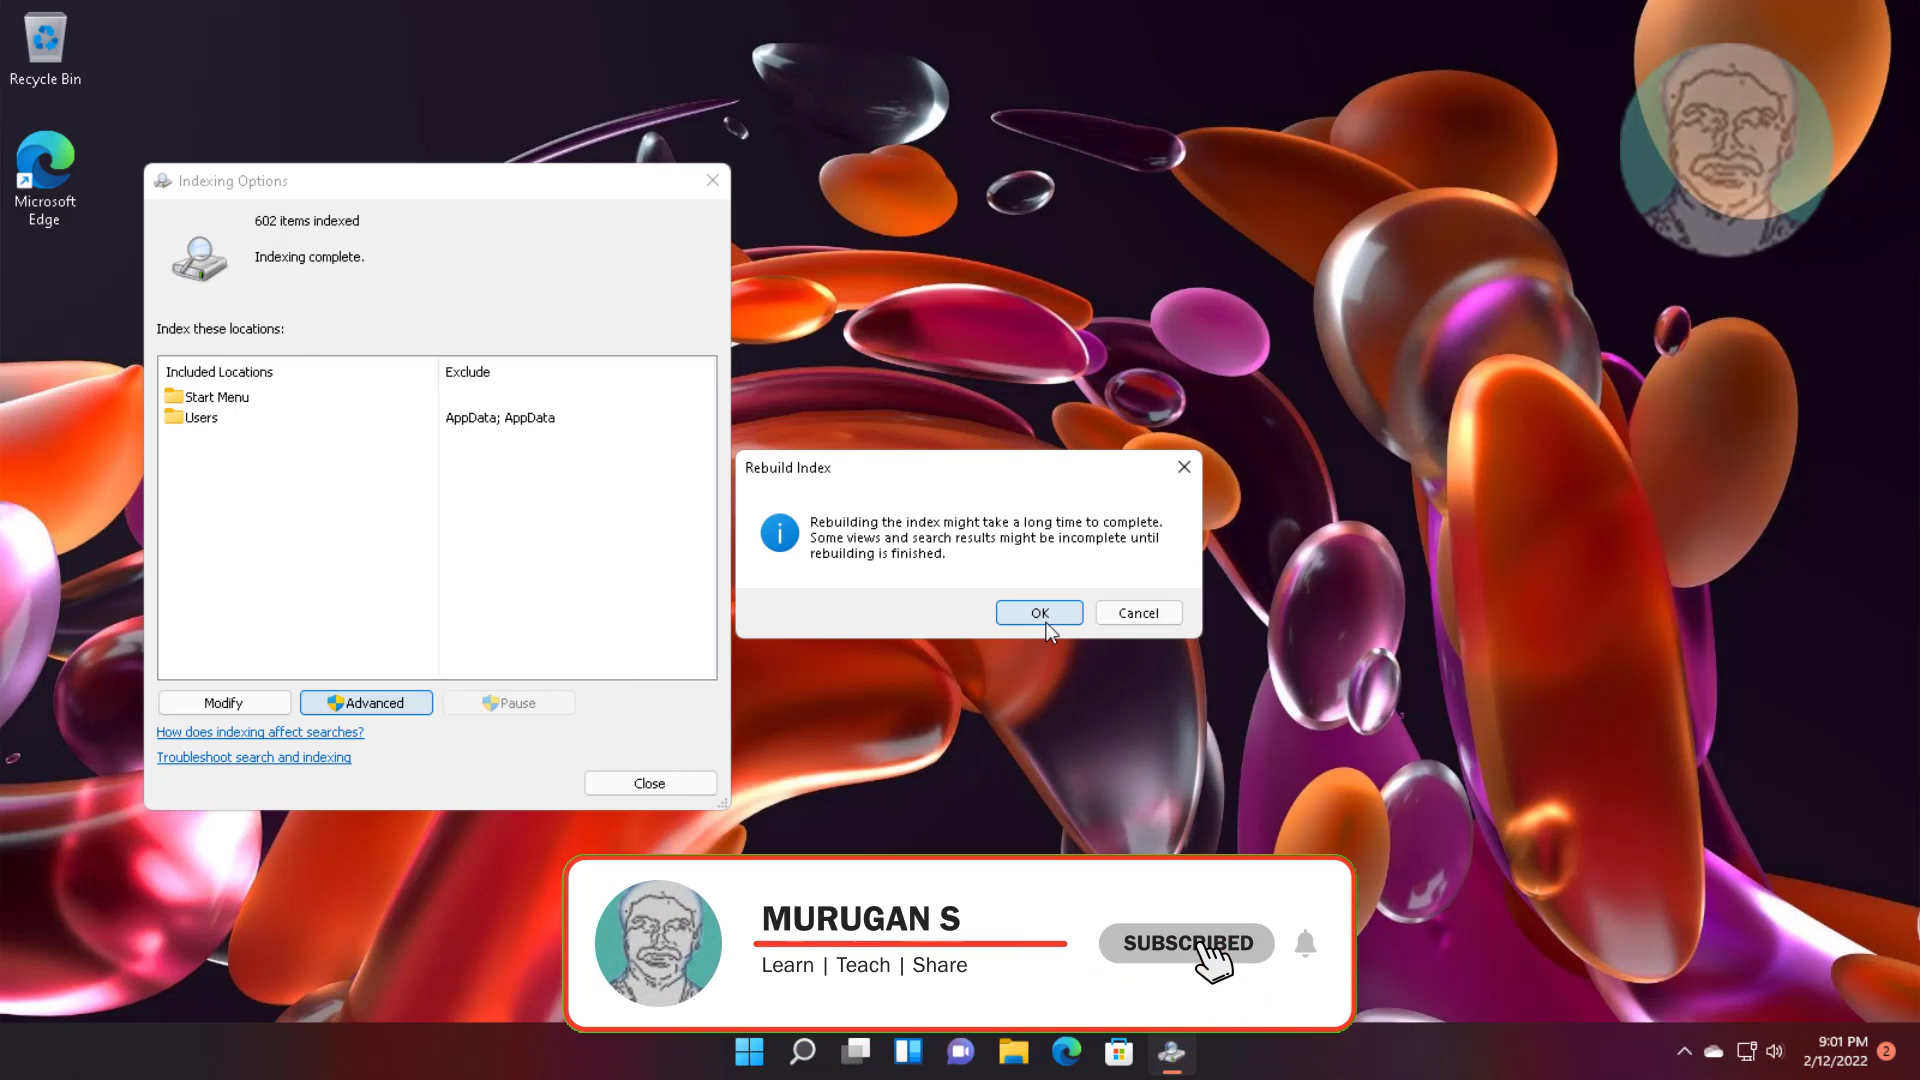 Recycle Bin
Microsoft
Edge
Indexing Options
602 items indexed
Indexing complete.
Index these locations:
Included Locations
Exclude
Start Menu
Users
AppData; AppData
Modify
Advanced
Pause
How does indexing affect searches?
Troubleshoot search and indexing
Close
Rebuild Index
i
Rebuilding the index might take a long time to complete.
Some views and search results might be incomplete until
rebuilding is finished.
OK
Cancel
MURUGAN S
Learn | Teach | Share
SUBSCRIBED
9:01 PM
2/12/2022
2